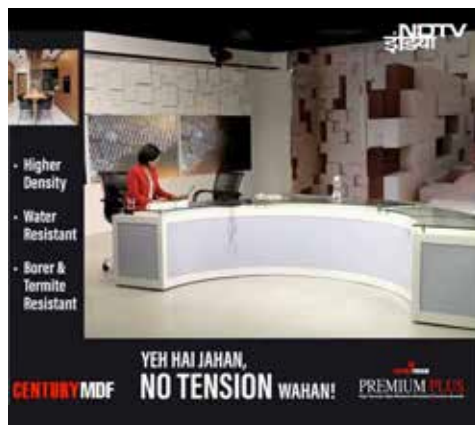 NDTV
इंडिया
• Higher
Density
• Water
Resistant
• Borer &
Termite
Resistant
CENTURYMDF
YEH HAI JAHAN,
NO TENSION WAHAN!
PREMIUM PLUS